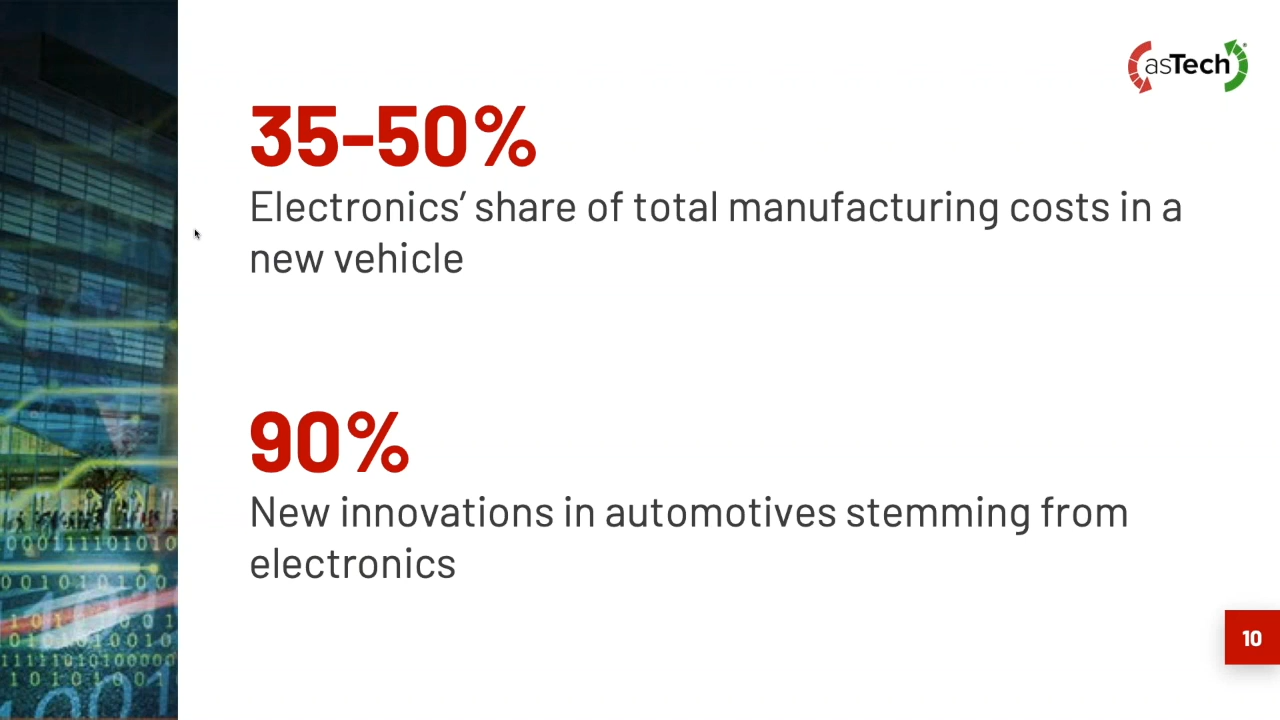 asTech
35-50%
Electronics’ share of total manufacturing costs in a
new vehicle
90%
New innovations in automotives stemming from
electronics
10